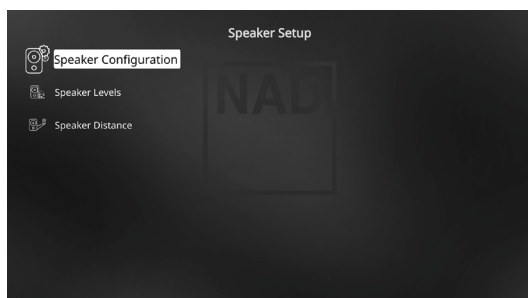 Speaker Setup
Speaker Configuration
NAD
Speaker Levels
Speaker Distance